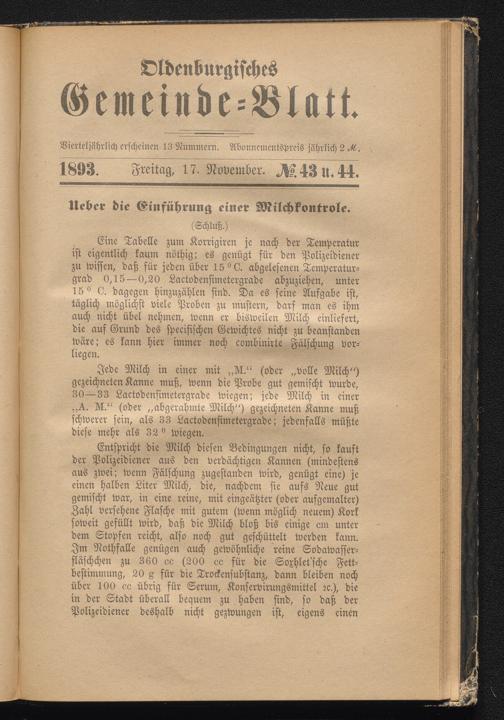 Oldenburgisches
Gemeinde=Blatt.
Vierteljährlich erscheinen 13 Nummern. Abonnementspreis jährlich 2 ℳ.
1893. Freitag, 17. November. №. 43 u. 44.
Ueber die Einführung einer Milchkontrole.
(Schluß.)
Eine Tabelle zum Korrigiren je nach der Temperatur
ist eigentlich kaum nöthig; es genügt für den Polizeidiener
zu wissen, daß für jeden über 15 ° C. abgelesenen Temperatur-
grad 0,15—0,20 Lactodensimetergrade abzuziehen, unter
15 ° C. dagegen hinzuzählen sind. Da es seine Aufgabe ist,
täglich möglichst viele Proben zu mustern, darf man es ihm
auch nicht übel nehmen, wenn er bisweilen Milch einliefert,
die auf Grund des specifischen Gewichtes nicht zu beanstanden
wäre; es kann hier immer noch combinirte Fälschung vor-
liegen.
Jede Milch in einer mit „M.“ (oder „volle Milch“)
gezeichneten Kanne muß, wenn die Probe gut gemischt wurde,
30—33 Lactodensimetergrade wiegen; jede Milch in einer
„A. M.“ (oder „abgerahmte Milch“) gezeichneten Kanne muß
schwerer sein, als 33 Lactodensimetergrade; jedenfalls müßte
diese mehr als 32 ° wiegen.
Entspricht die Milch diesen Bedingungen nicht, so kauft
der Polizeidiener aus den verdächtigen Kannen (mindestens
aus zwei; wenn Fälschung zugestanden wird, genügt eine) je
einen halben Liter Milch, die, nachdem sie aufs Neue gut
gemischt war, in eine reine, mit eingeätzter (oder aufgemalter)
Zahl versehene Flasche mit gutem (wenn möglich neuem) Kork
soweit gefüllt wird, daß die Milch bloß bis einige cm unter
dem Stopfen reicht, also noch gut geschüttelt werden kann.
Im Nothfalle genügen auch gewöhnliche reine Sodawasser-
fläschchen zu 360 cc (200 cc für die Soxhlet'sche Fett-
bestimmung, 20 g für die Trockensubstanz, dann bleiben noch
über 100 cc übrig für Serum, Konservirungsmittel ꝛc.), die
in der Stadt überall bequem zu haben sind, so daß der
Polizeidiener deshalb nicht gezwungen ist, eigens einen